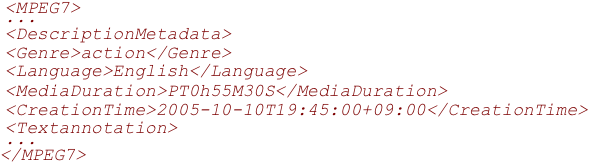 <MPEG7>
...
<DescriptionMetadata>
<Genre>action</Genre>
<Language>English</Language>
<MediaDuration>PT0h55M30S</MediaDuration>
<CreationTime>2005-10-10T19:45:00+09:00</CreationTime>
<Textannotation>
...
</MPEG7>